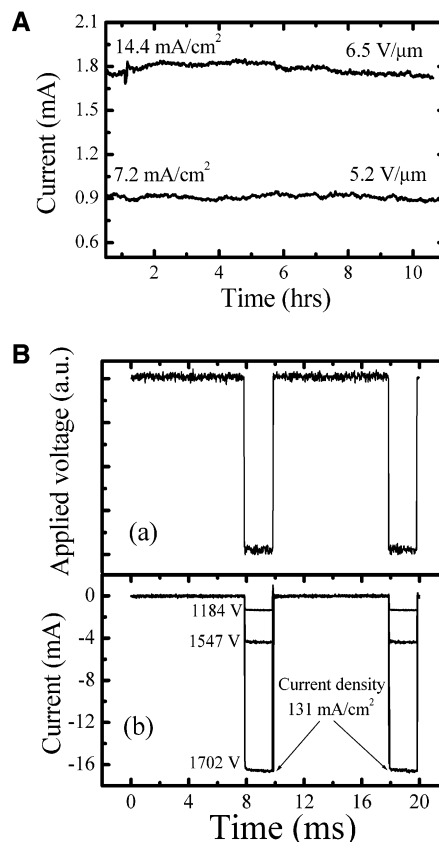 A
2.1
14.4 mA/cm²
6.5 V/μm
1.8
1.5
Current (mA)
1.2
7.2 mA/cm²
5.2 V/μm
0.9
0.6
2 4 6 8 10
Time (hrs)
B
Applied voltage (a.u.)
(a)
0
1184 V
-4
1547 V
Current (mA)
-8
Current density
131 mA/cm²
-12
(b)
-16
1702 V
0 4 8 12 16 20
Time (ms)